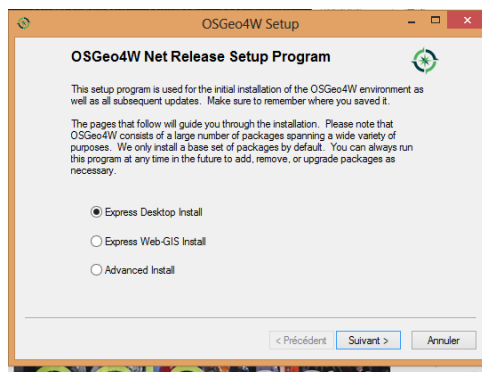 OSGeo4W Setup
OSGeo4W Net Release Setup Program
This setup program is used for the initial installation of the OSGeo4W environment as
well as all subsequent updates. Make sure to remember where you saved it.
The pages that follow will guide you through the installation. Please note that
OSGeo4W consists of a large number of packages spanning a wide variety of
purposes. We only install a base set of packages by default. You can always run
this program at any time in the future to add, remove, or upgrade packages as
necessary.
Express Desktop Install
Express Web-GIS Install
Advanced Install
< Précédent Suivant > Annuler